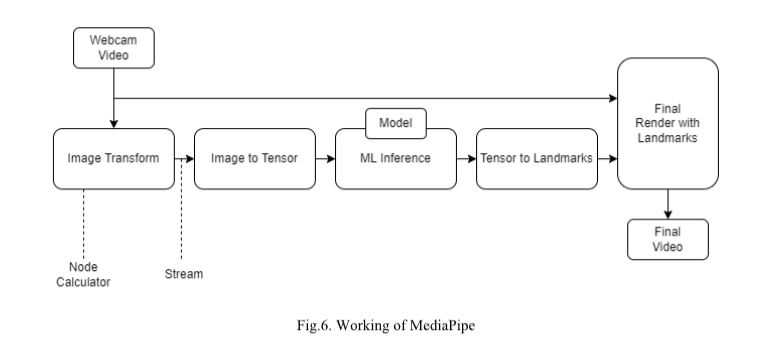 Webcam
Video
Final
Render with
Landmarks
Model
Image Transform
Image to Tensor
ML Inference
Tensor to Landmarks
Final
Video
Node
Calculator
Stream
Fig.6. Working of MediaPipe